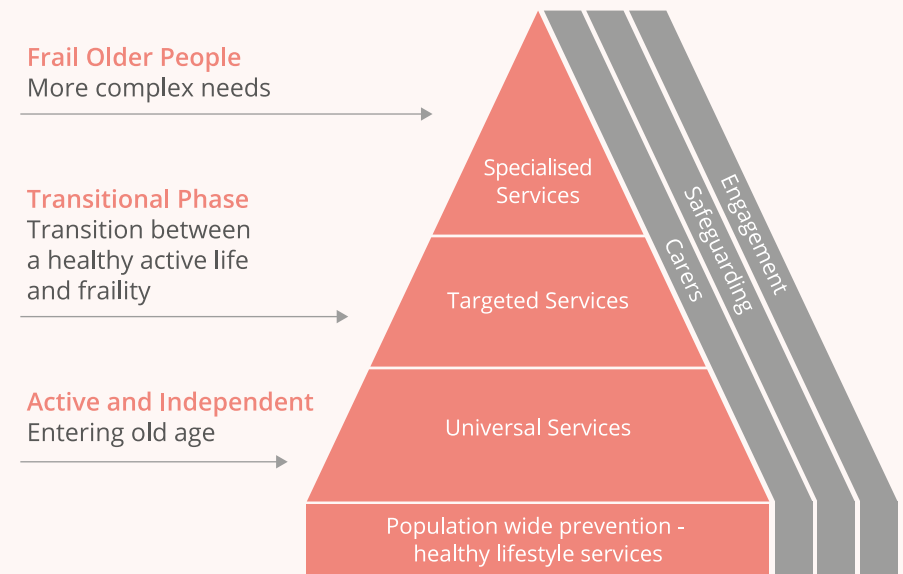 Frail Older People
More complex needs
Transitional Phase
Transition between
a healthy active life
and fraility
Active and Independent
Entering old age
Specialised
Services
Targeted Services
Universal Services
Population wide prevention -
healthy lifestyle services
Carers
Safeguarding
Engagement